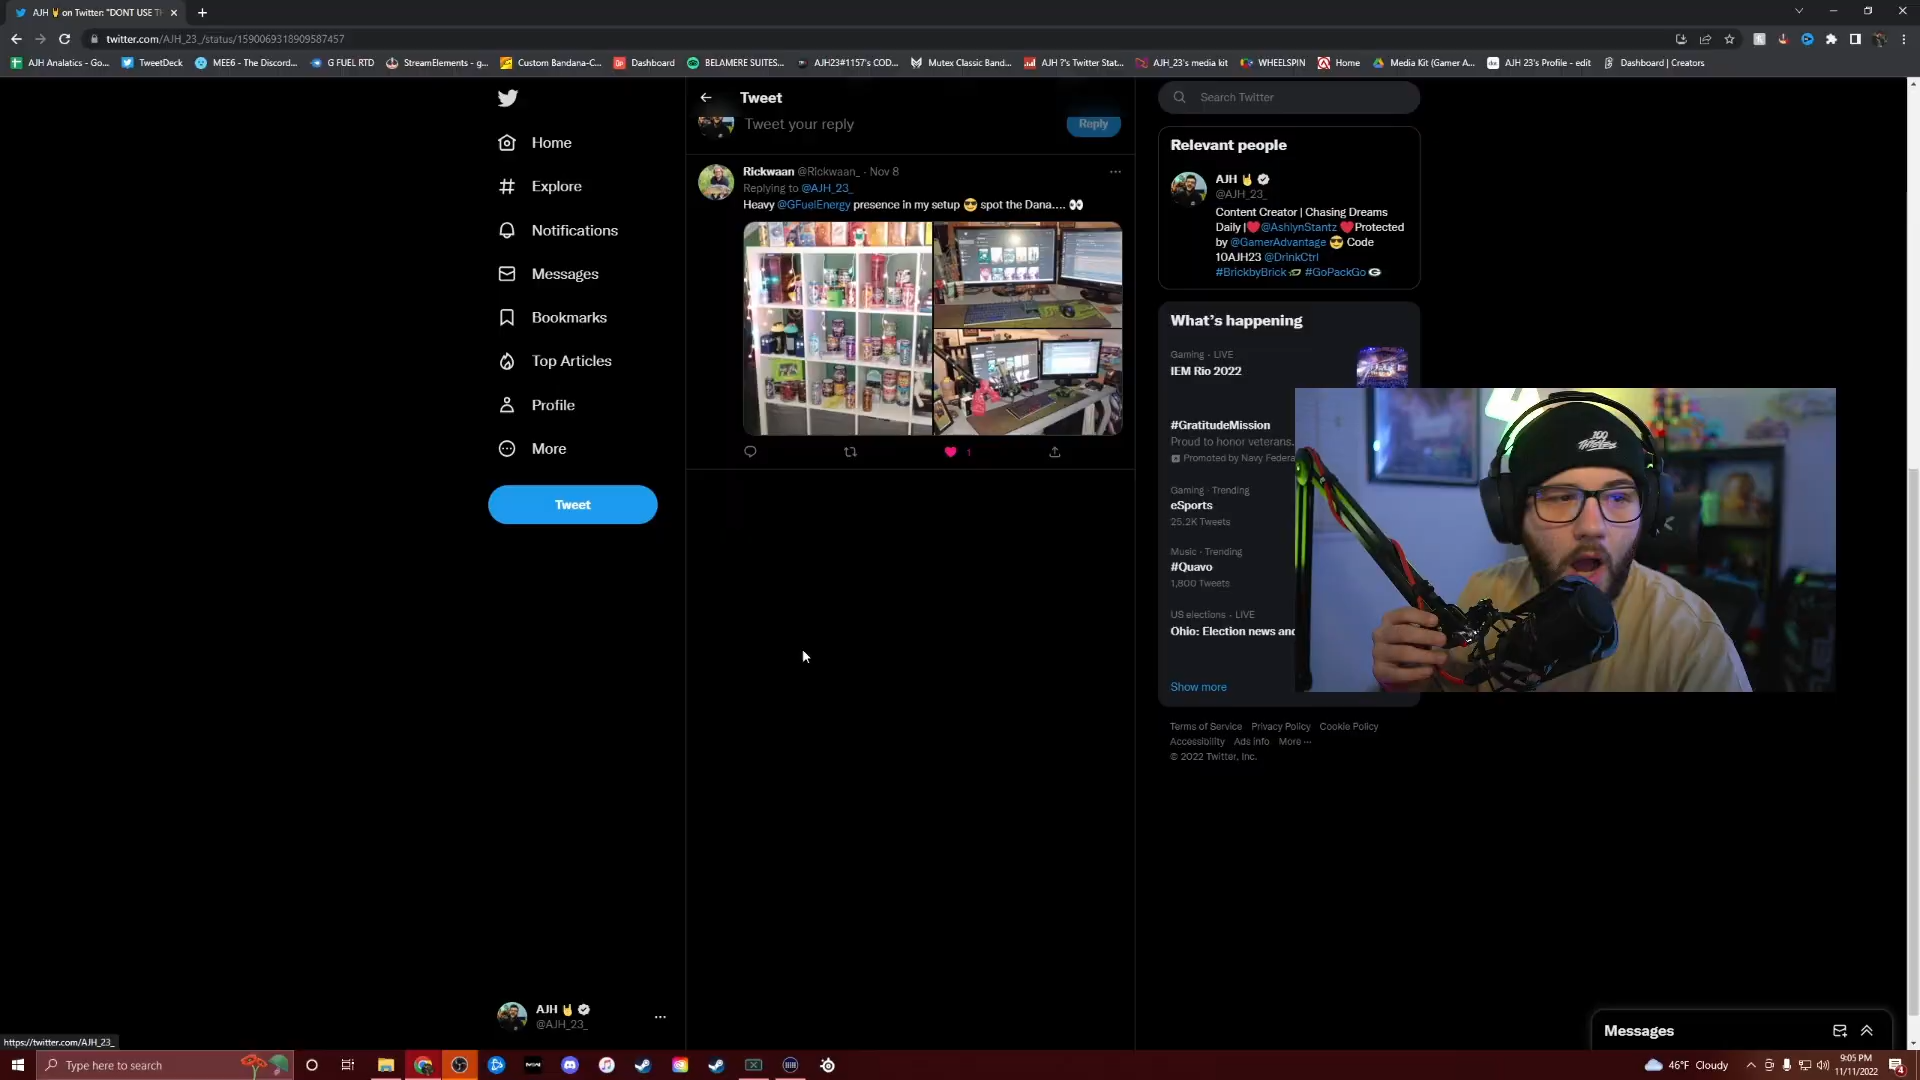 AJH 🤘 on Twitter: "DONT USE TH
twitter.com/AJH_23_/status/1590069318909587457
AJH Analatics - Go...
TweetDeck
MEE6 - The Discord...
G FUEL RTD
StreamElements - g...
Custom Bandana-C...
Dashboard
BELAMERE SUITES...
AJH23#1157's COD...
Mutex Classic Band...
AJH ?'s Twitter Stat...
AJH_23's media kit
WHEELSPIN
Home
Media Kit (Gamer A...
AJH 23's Profile - edit
Dashboard | Creators
Home
Explore
Notifications
Messages
Bookmarks
Top Articles
Profile
More
Tweet
AJH 🤘
@AJH_23_
Tweet
Tweet your reply
Reply
Rickwaan @Rickwaan_ · Nov 8
Replying to @AJH_23_
Heavy @GFuelEnergy presence in my setup 😎 spot the Dana.... 👀
1
Search Twitter
Relevant people
AJH 🤘
@AJH_23_
Content Creator | Chasing Dreams
Daily |❤️@AshlynStantz ❤️Protected
by @GamerAdvantage 😎 Code
10AJH23 @DrinkCtrl
#BrickbyBrick #GoPackGo
What's happening
Gaming · LIVE
IEM Rio 2022
#GratitudeMission
Proud to honor veterans.
Promoted by Navy Federa
Gaming · Trending
eSports
25.2K Tweets
Music · Trending
#Quavo
1,800 Tweets
US elections · LIVE
Ohio: Election news and
Show more
Terms of Service Privacy Policy Cookie Policy
Accessibility Ads info More ···
© 2022 Twitter, Inc.
100
THIEVES
Messages
https://twitter.com/AJH_23_
Type here to search
46°F Cloudy
9:05 PM
11/11/2022
4